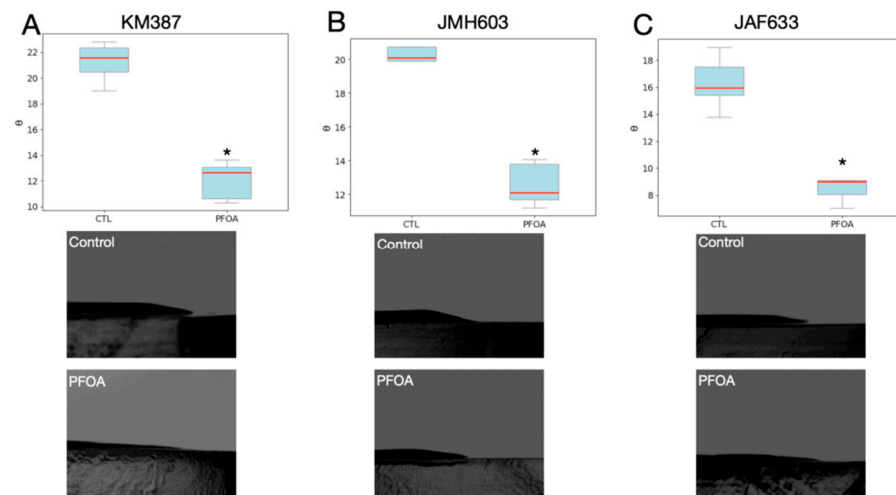 A
KM387
22
20
18
16
14
12
10
θ
*
CTL
PFOA
Control
PFOA
B
JMH603
20
18
16
14
12
θ
*
CTL
PFOA
Control
PFOA
C
JAF633
18
16
14
12
10
8
θ
*
CTL
PFOA
Control
PFOA